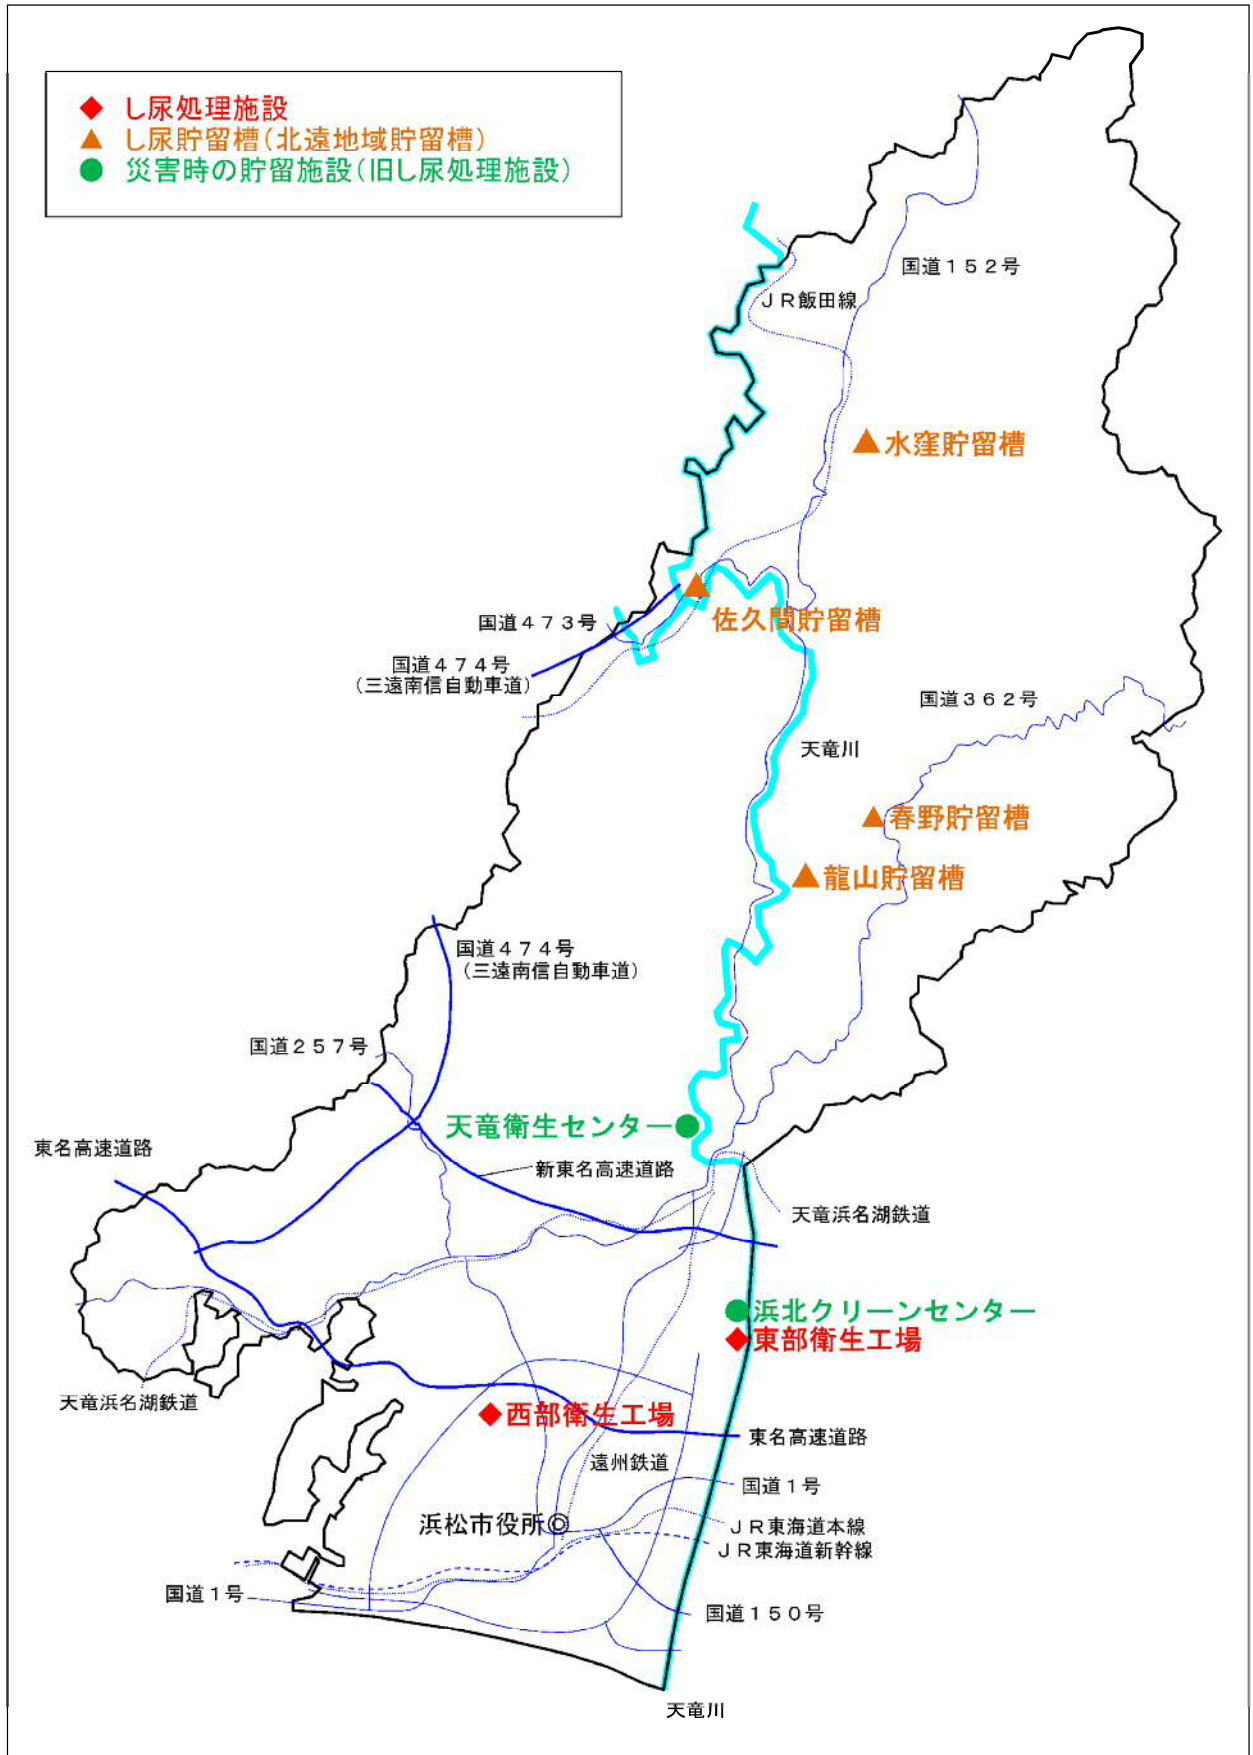 し尿処理施設
し尿貯留槽(北遠地域貯留槽)
災害時の貯留施設(旧し尿処理施設)
国道152号
JR飯田線
水窪貯留槽
国道473号
佐久間貯留槽
国道474号
(三遠南信自動車道)
国道362号
天竜川
春野貯留槽
龍山貯留槽
国道474号
(三遠南信自動車道)
国道257号
天竜衛生センター
東名高速道路
新東名高速道路
天竜浜名湖鉄道
浜北クリーンセンター
東部衛生工場
天竜浜名湖鉄道
西部衛生工場
東名高速道路
遠州鉄道
国道1号
浜松市役所◎
JR東海道本線
JR東海道新幹線
国道1号
国道150号
天竜川